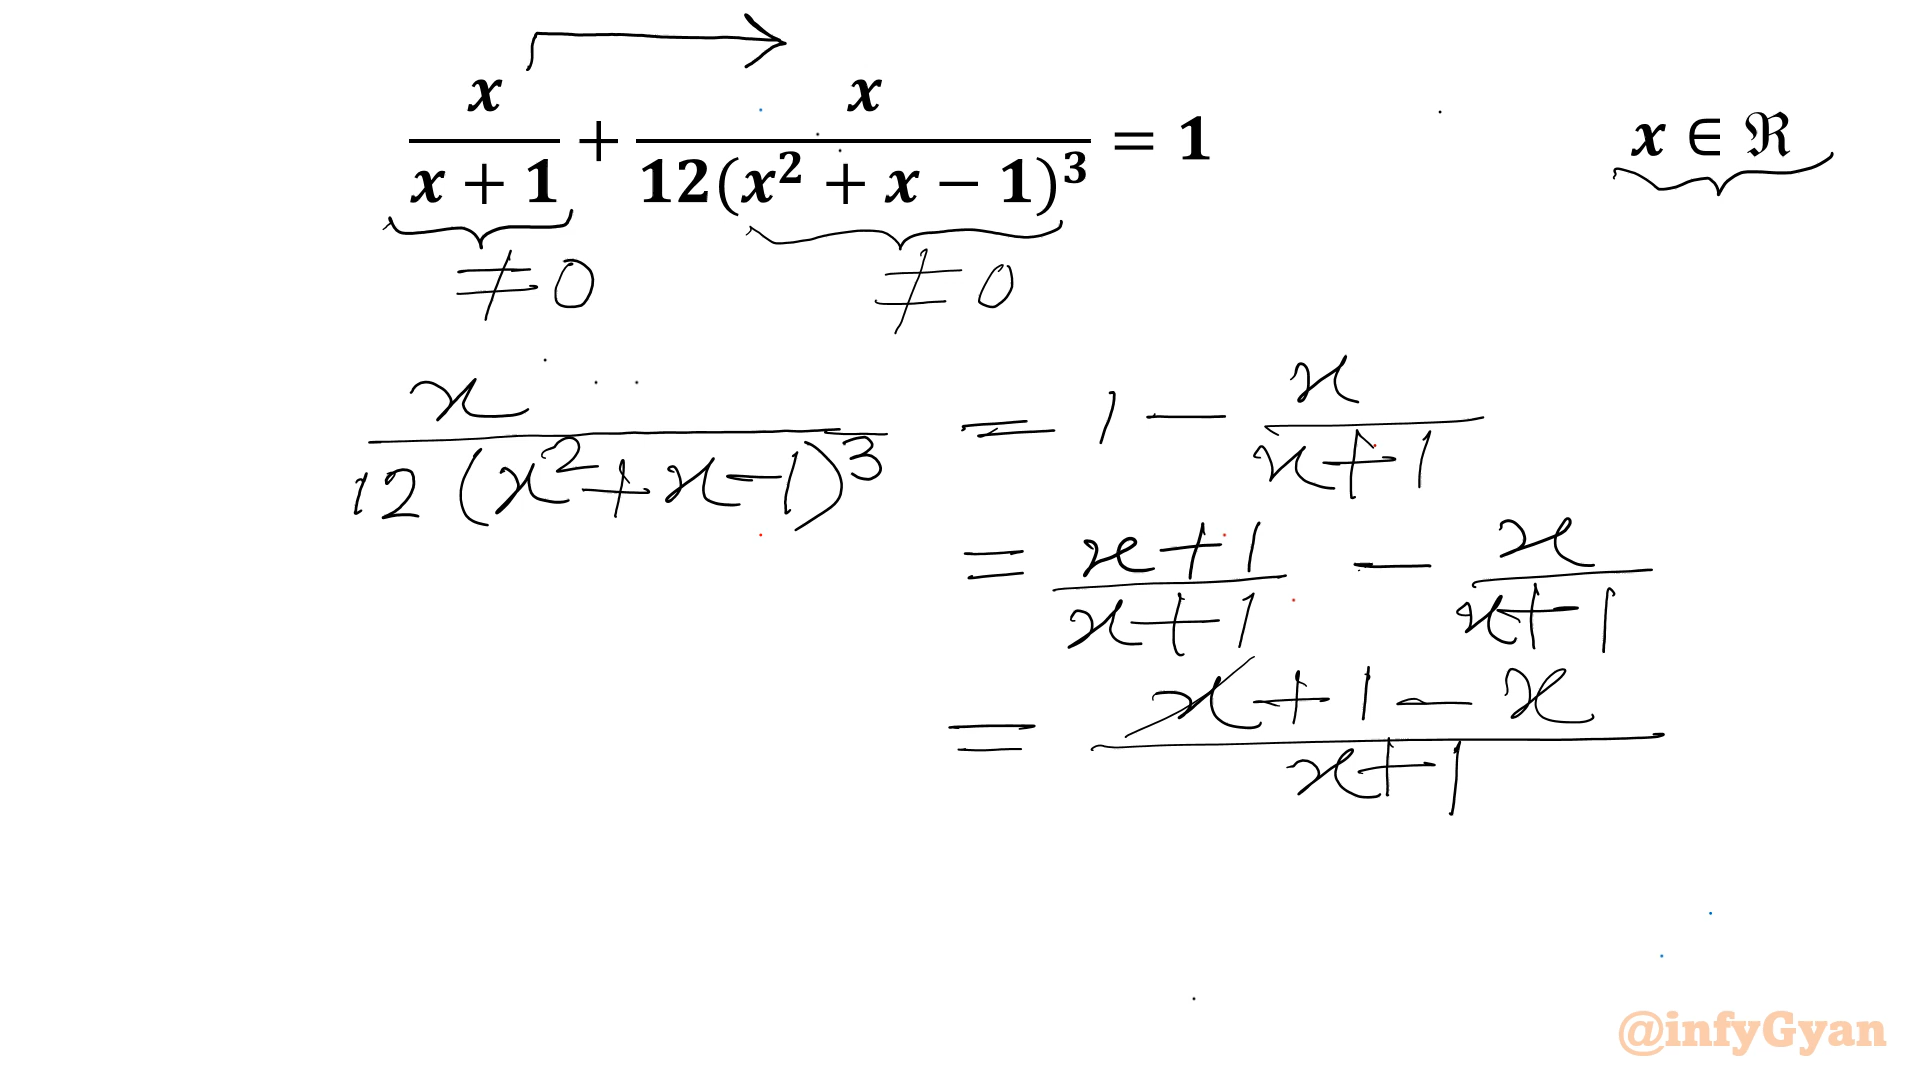 x/(x + 1) + x/(12(x² + x − 1)³) = 1    x ∈ ℜ
≠ 0    ≠ 0
x/(12(x² + x − 1)³) = 1 − x/(x + 1)
= (x + 1)/(x + 1) − x/(x + 1)
= (x + 1 − x)/(x + 1)
@infyGyan